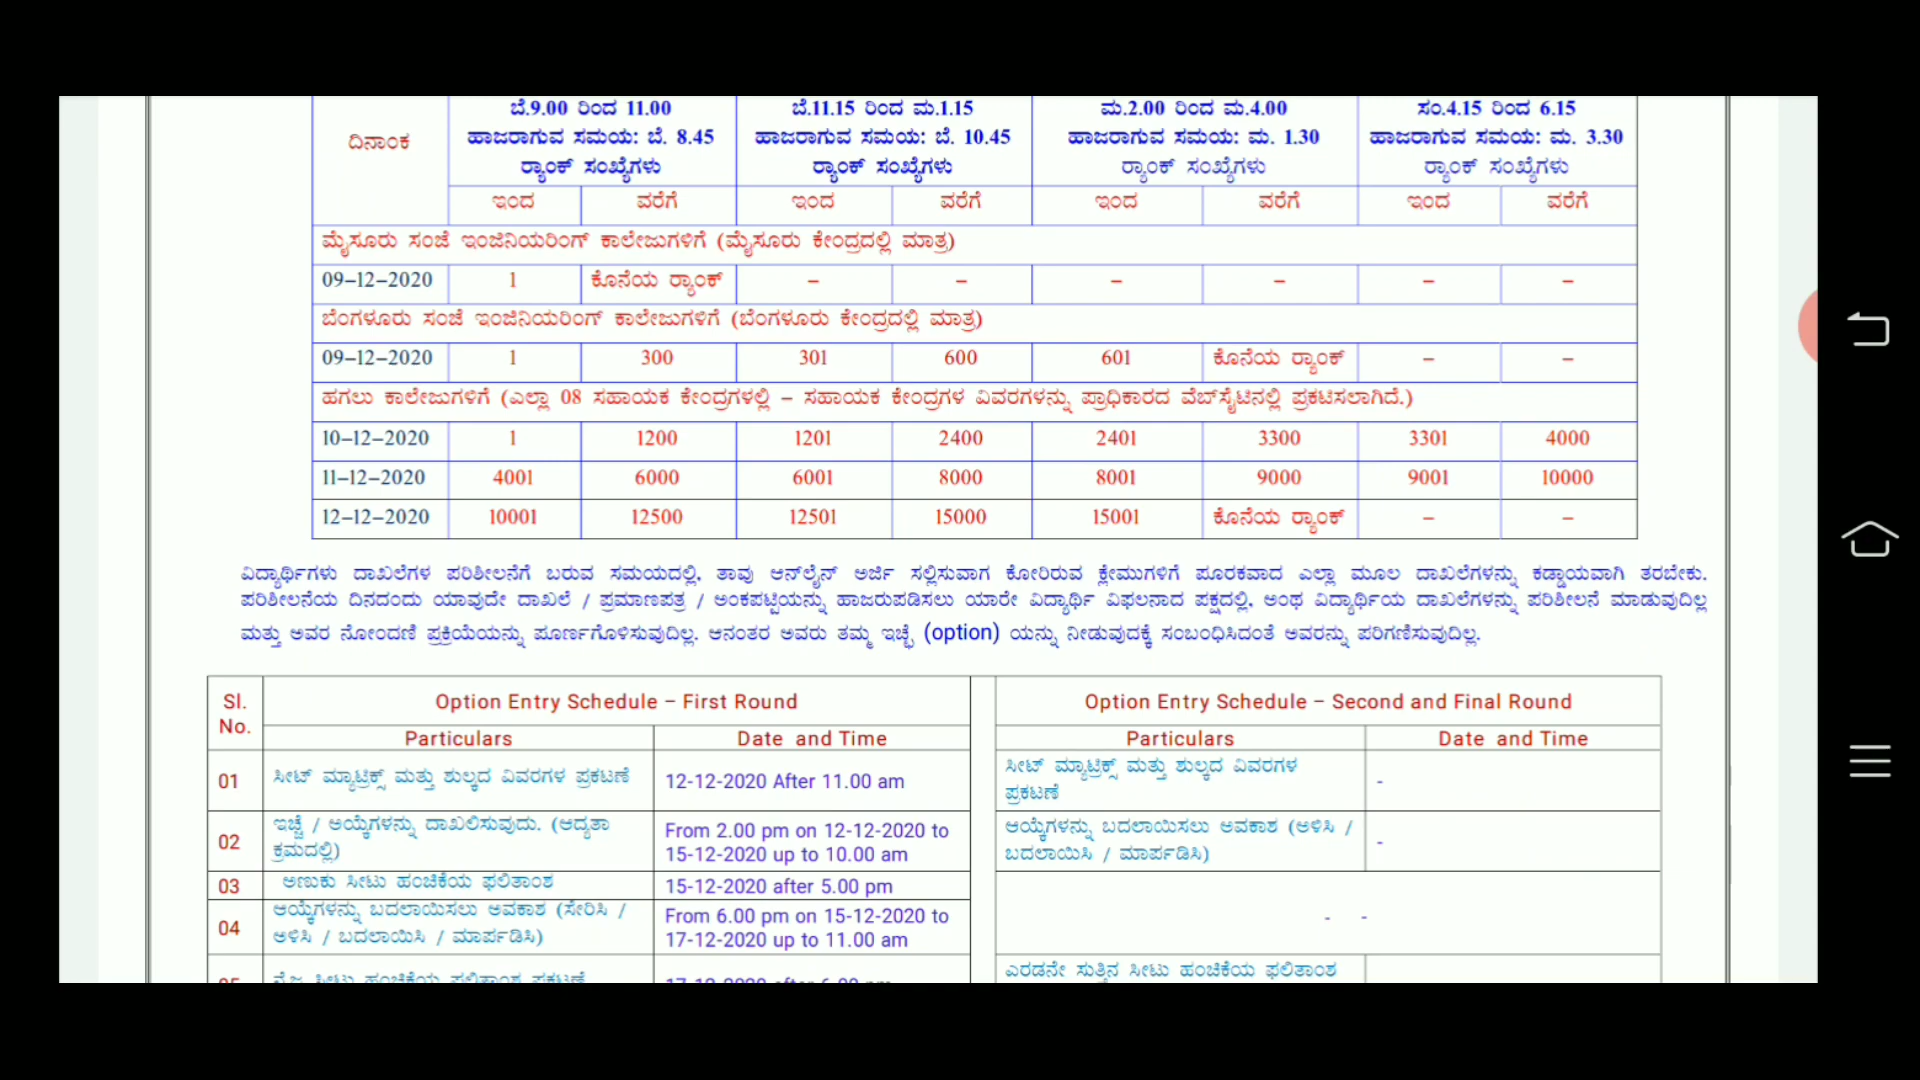 ಬೆ.9.00 ರಿಂದ 11.00 ಬೆ.11.15 ರಿಂದ ಮ.1.15 ಮ.2.00 ರಿಂದ ಮ.4.00 ಸಂ.4.15 ರಿಂದ 6.15
ದಿನಾಂಕ ಹಾಜರಾಗುವ ಸಮಯ: ಬೆ. 8.45 ಹಾಜರಾಗುವ ಸಮಯ: ಬೆ. 10.45 ಹಾಜರಾಗುವ ಸಮಯ: ಮ. 1.30 ಹಾಜರಾಗುವ ಸಮಯ: ಮ. 3.30
ರ‍್ಯಾಂಕ್ ಸಂಖ್ಯೆಗಳು ರ‍್ಯಾಂಕ್ ಸಂಖ್ಯೆಗಳು ರ‍್ಯಾಂಕ್ ಸಂಖ್ಯೆಗಳು ರ‍್ಯಾಂಕ್ ಸಂಖ್ಯೆಗಳು
ಇಂದ ವರೆಗೆ ಇಂದ ವರೆಗೆ ಇಂದ ವರೆಗೆ ಇಂದ ವರೆಗೆ
ಮೈಸೂರು ಸಂಜೆ ಇಂಜಿನಿಯರಿಂಗ್ ಕಾಲೇಜುಗಳಿಗೆ (ಮೈಸೂರು ಕೇಂದ್ರದಲ್ಲಿ ಮಾತ್ರ)
09–12–2020 1 ಕೊನೆಯ ರ‍್ಯಾಂಕ್ – – – – – –
ಬೆಂಗಳೂರು ಸಂಜೆ ಇಂಜಿನಿಯರಿಂಗ್ ಕಾಲೇಜುಗಳಿಗೆ (ಬೆಂಗಳೂರು ಕೇಂದ್ರದಲ್ಲಿ ಮಾತ್ರ)
09–12–2020 1 300 301 600 601 ಕೊನೆಯ ರ‍್ಯಾಂಕ್ – –
ಹಗಲು ಕಾಲೇಜುಗಳಿಗೆ (ಎಲ್ಲಾ 08 ಸಹಾಯಕ ಕೇಂದ್ರಗಳಲ್ಲಿ – ಸಹಾಯಕ ಕೇಂದ್ರಗಳ ವಿವರಗಳನ್ನು ಪ್ರಾಧಿಕಾರದ ವೆಬ್‌ಸೈಟಿನಲ್ಲಿ ಪ್ರಕಟಿಸಲಾಗಿದೆ.)
10–12–2020 1 1200 1201 2400 2401 3300 3301 4000
11–12–2020 4001 6000 6001 8000 8001 9000 9001 10000
12–12–2020 10001 12500 12501 15000 15001 ಕೊನೆಯ ರ‍್ಯಾಂಕ್ – –
ವಿದ್ಯಾರ್ಥಿಗಳು ದಾಖಲೆಗಳ ಪರಿಶೀಲನೆಗೆ ಬರುವ ಸಮಯದಲ್ಲಿ, ತಾವು ಆನ್‌ಲೈನ್ ಅರ್ಜಿ ಸಲ್ಲಿಸುವಾಗ ಕೋರಿರುವ ಕ್ಲೇಮುಗಳಿಗೆ ಪೂರಕವಾದ ಎಲ್ಲಾ ಮೂಲ ದಾಖಲೆಗಳನ್ನು ಕಡ್ಡಾಯವಾಗಿ ತರಬೇಕು.
ಪರಿಶೀಲನೆಯ ದಿನದಂದು ಯಾವುದೇ ದಾಖಲೆ / ಪ್ರಮಾಣಪತ್ರ / ಅಂಕಪಟ್ಟಿಯನ್ನು ಹಾಜರುಪಡಿಸಲು ಯಾರೇ ವಿದ್ಯಾರ್ಥಿ ವಿಫಲನಾದ ಪಕ್ಷದಲ್ಲಿ, ಅಂಥ ವಿದ್ಯಾರ್ಥಿಯ ದಾಖಲೆಗಳನ್ನು ಪರಿಶೀಲನೆ ಮಾಡುವುದಿಲ್ಲ
ಮತ್ತು ಅವರ ನೋಂದಣಿ ಪ್ರಕ್ರಿಯೆಯನ್ನು ಪೂರ್ಣಗೊಳಿಸುವುದಿಲ್ಲ. ಆನಂತರ ಅವರು ತಮ್ಮ ಇಚ್ಛೆ (option) ಯನ್ನು ನೀಡುವುದಕ್ಕೆ ಸಂಬಂಧಿಸಿದಂತೆ ಅವರನ್ನು ಪರಿಗಣಿಸುವುದಿಲ್ಲ.
Sl. No. Option Entry Schedule – First Round Option Entry Schedule – Second and Final Round
Particulars Date and Time Particulars Date and Time
01 ಸೀಟ್ ಮ್ಯಾಟ್ರಿಕ್ಸ್ ಮತ್ತು ಶುಲ್ಕದ ವಿವರಗಳ ಪ್ರಕಟಣೆ 12-12-2020 After 11.00 am ಸೀಟ್ ಮ್ಯಾಟ್ರಿಕ್ಸ್ ಮತ್ತು ಶುಲ್ಕದ ವಿವರಗಳ
ಪ್ರಕಟಣೆ -
02 ಇಚ್ಛೆ / ಆಯ್ಕೆಗಳನ್ನು ದಾಖಲಿಸುವುದು. (ಆದ್ಯತಾ From 2.00 pm on 12-12-2020 to ಆಯ್ಕೆಗಳನ್ನು ಬದಲಾಯಿಸಲು ಅವಕಾಶ (ಅಳಿಸಿ /
ಕ್ರಮದಲ್ಲಿ) 15-12-2020 up to 10.00 am ಬದಲಾಯಿಸಿ / ಮಾರ್ಪಡಿಸಿ) -
03 ಅಣುಕು ಸೀಟು ಹಂಚಿಕೆಯ ಫಲಿತಾಂಶ 15-12-2020 after 5.00 pm
04 ಆಯ್ಕೆಗಳನ್ನು ಬದಲಾಯಿಸಲು ಅವಕಾಶ (ಸೇರಿಸಿ / From 6.00 pm on 15-12-2020 to - -
ಅಳಿಸಿ / ಬದಲಾಯಿಸಿ / ಮಾರ್ಪಡಿಸಿ) 17-12-2020 up to 11.00 am
ಎರಡನೇ ಸುತ್ತಿನ ಸೀಟು ಹಂಚಿಕೆಯ ಫಲಿತಾಂಶ